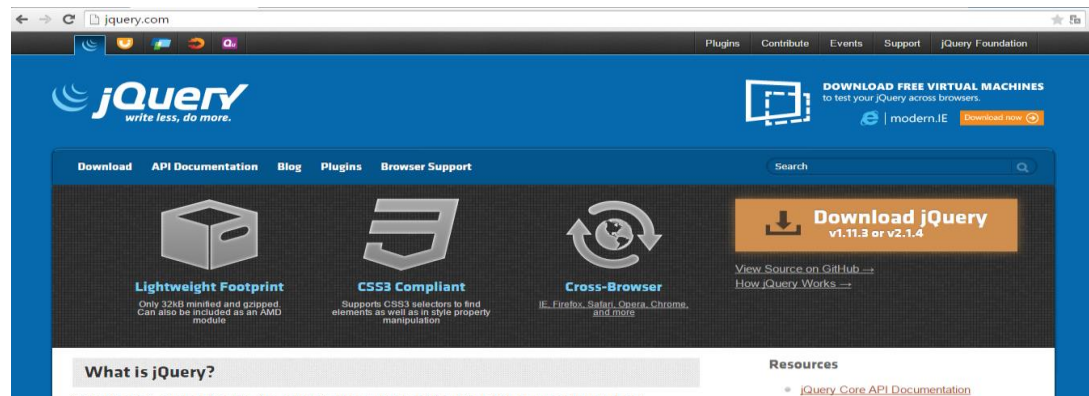 jquery.com
Plugins Contribute Events Support jQuery Foundation
jQuery
write less, do more.
DOWNLOAD FREE VIRTUAL MACHINES
to test your jQuery across browsers.
| modern.IE Download now
Download API Documentation Blog Plugins Browser Support
Search
Lightweight Footprint
Only 32kB minified and gzipped.
Can also be included as an AMD
module
CSS3 Compliant
Supports CSS3 selectors to find
elements as well as in style property
manipulation
Cross-Browser
IE, Firefox, Safari, Opera, Chrome,
and more
Download jQuery
v1.11.3 or v2.1.4
View Source on GitHub →
How jQuery Works →
What is jQuery?
Resources
jQuery Core API Documentation